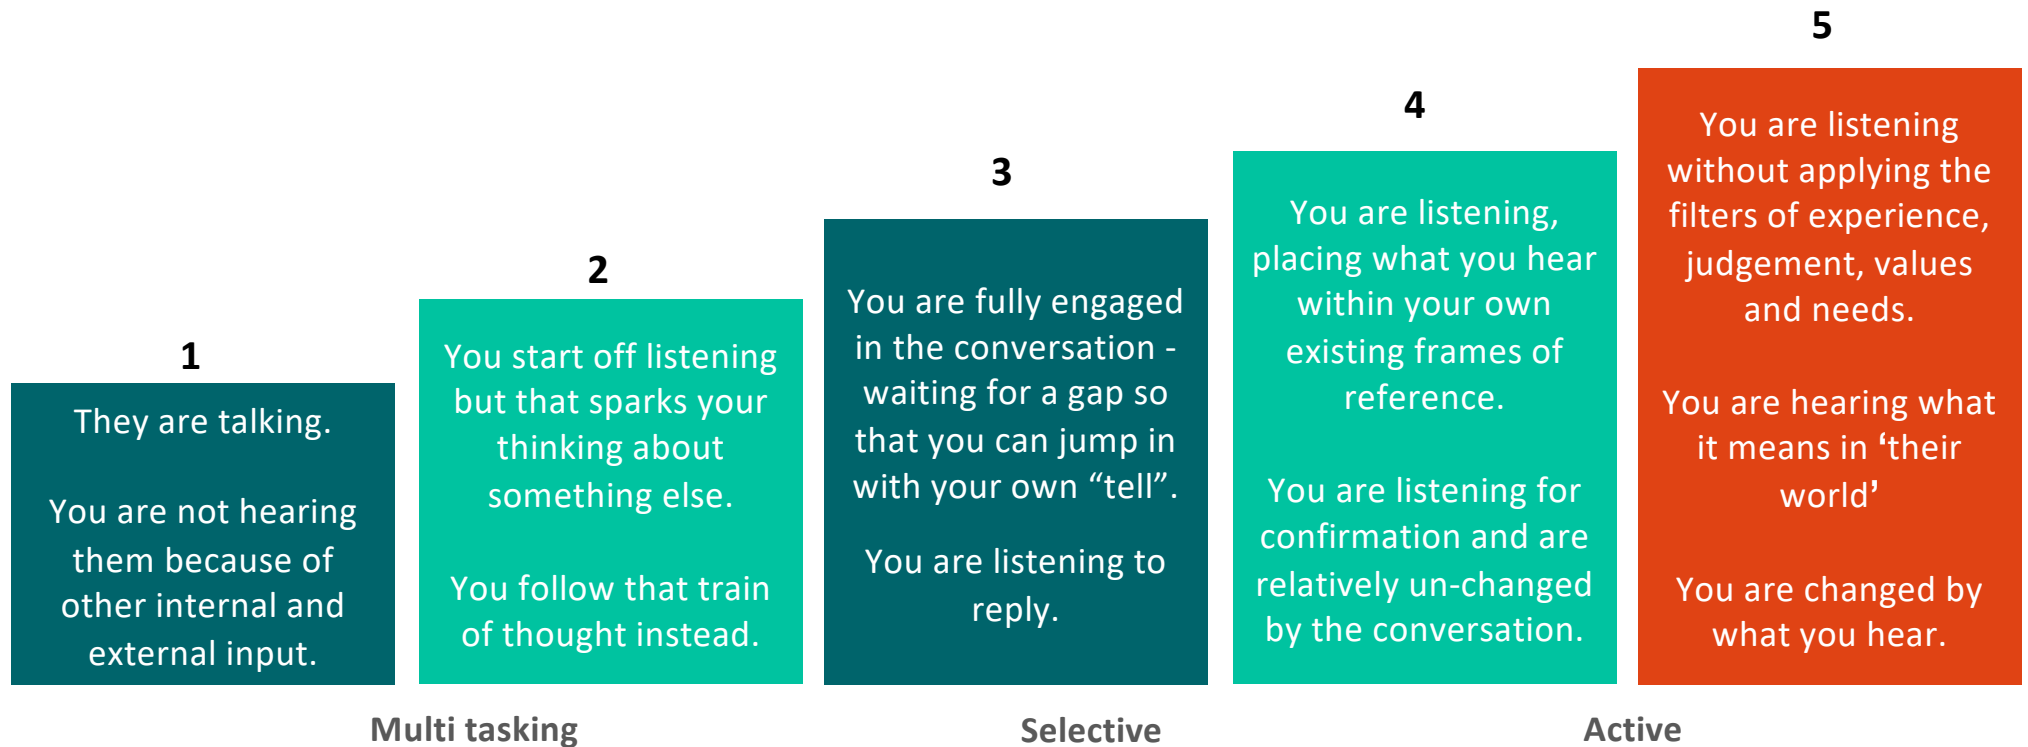 1
They are talking.
You are not hearing
them because of
other internal and
external input.
2
You start off listening
but that sparks your
thinking about
something else.
You follow that train
of thought instead.
3
You are fully engaged
in the conversation -
waiting for a gap so
that you can jump in
with your own “tell”.
You are listening to
reply.
4
You are listening,
placing what you hear
within your own
existing frames of
reference.
You are listening for
confirmation and are
relatively un-changed
by the conversation.
5
You are listening
without applying the
filters of experience,
judgement, values
and needs.
You are hearing what
it means in ‘their
world’
You are changed by
what you hear.
Multi tasking
Selective
Active